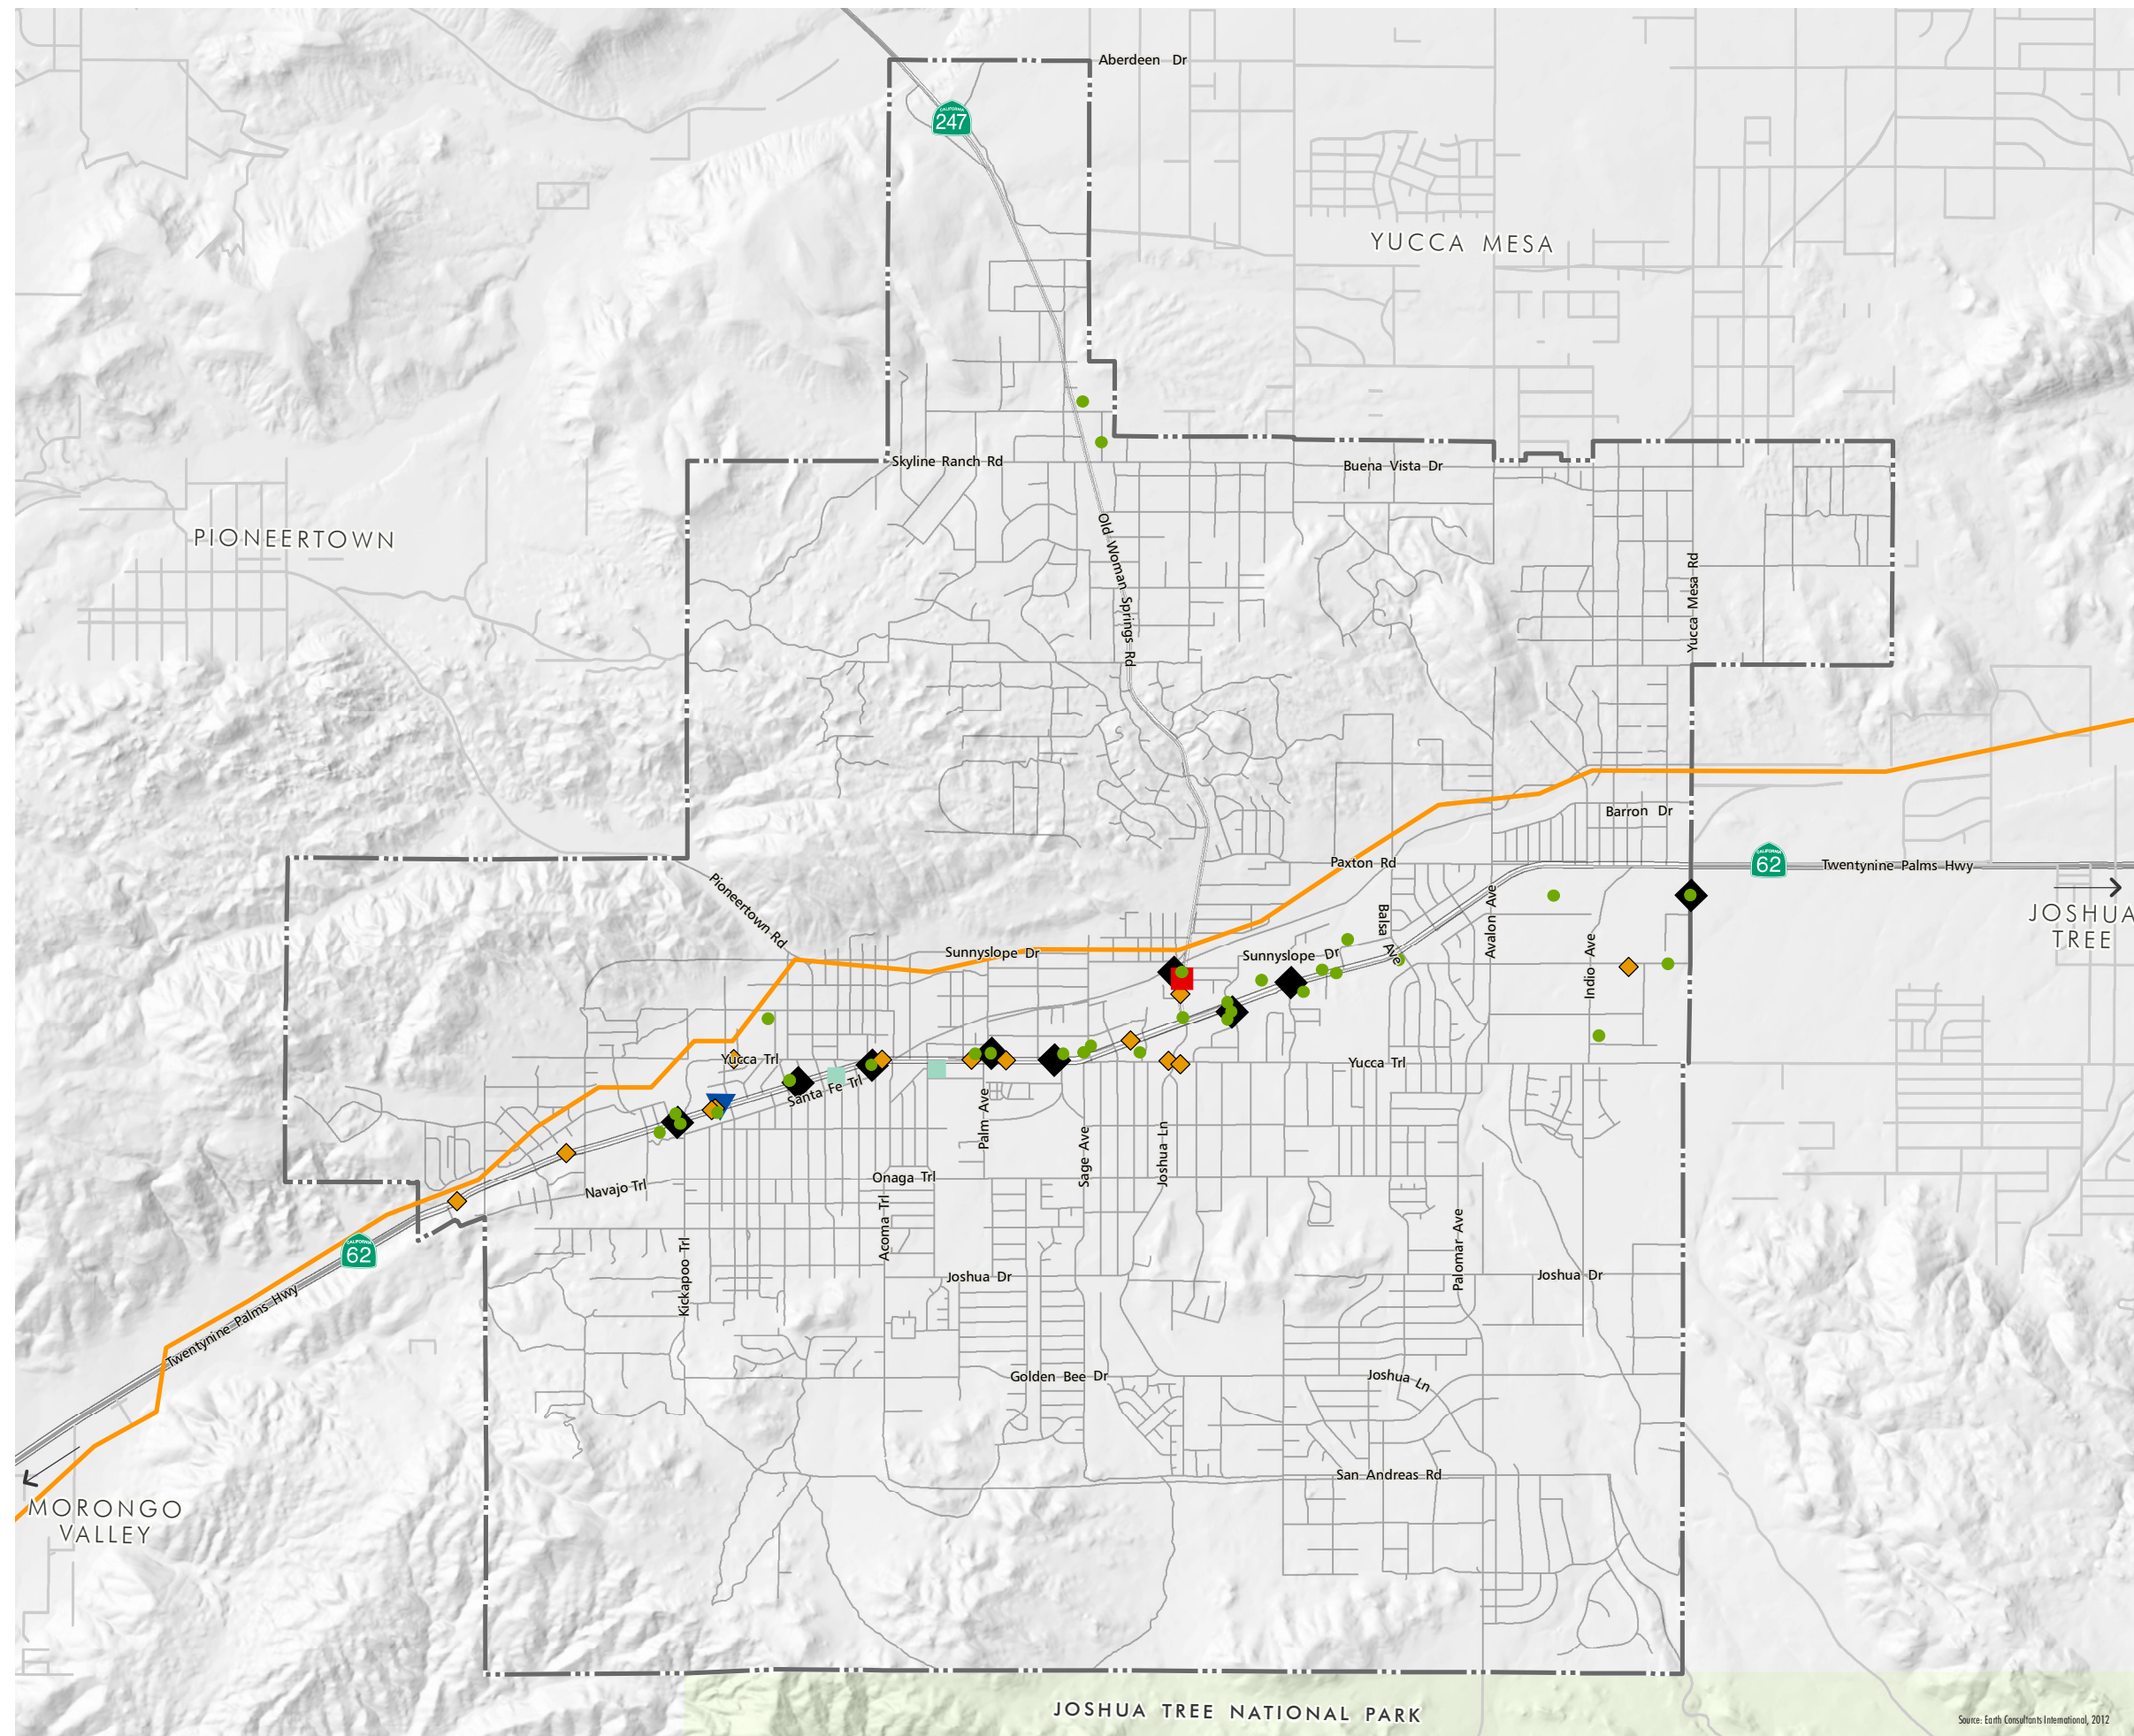 Aberdeen Dr
CALIFORNIA
247
YUCCA MESA
Skyline Ranch Rd
Buena Vista Dr
PIONEERTOWN
Old Woman Springs Rd
Yucca Mesa Rd
Barron Dr
Paxton Rd
CALIFORNIA
62
Twentynine Palms Hwy
Pioneertown Rd
Balsa Ave
Avalon Ave
JOSHUA
TREE
Sunnyslope Dr
Sunnyslope Dr
Indio Ave
Yucca Trl
Yucca Trl
Santa Fe Trl
Palm Ave
Sage Ave
Joshua Ln
Onaga Trl
Navajo Trl
Acoma Trl
Kickapoo Trl
Palomar Ave
CALIFORNIA
62
Joshua Dr
Joshua Dr
Twentynine Palms Hwy
Golden Bee Dr
Joshua Ln
San Andreas Rd
MORONGO
VALLEY
JOSHUA TREE NATIONAL PARK
Source: Earth Consultants International, 2012